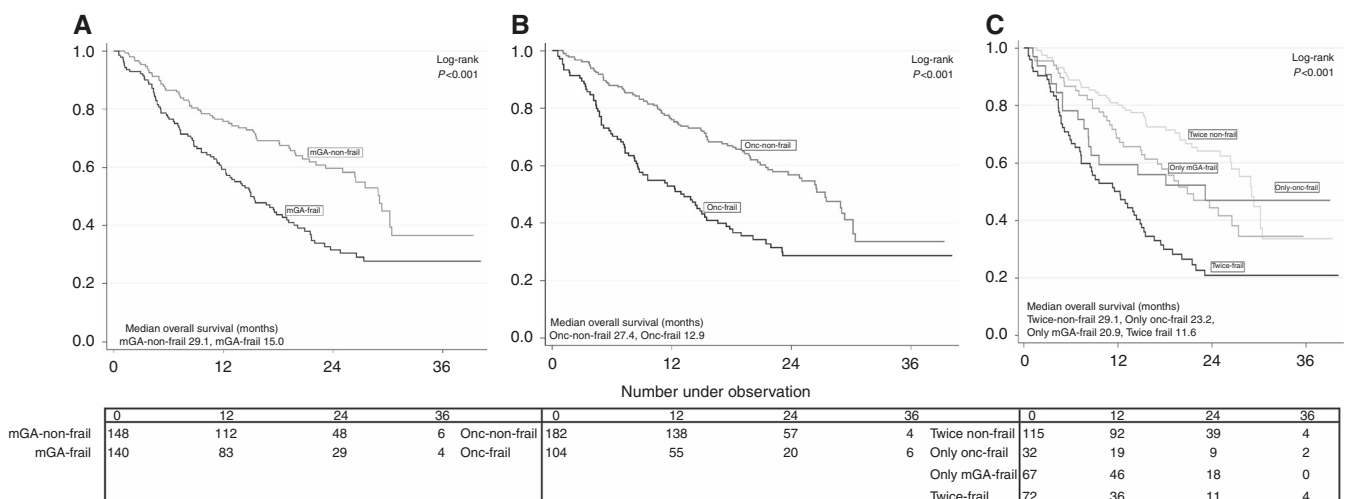 A
B
C
1.0
0.8
0.6
0.4
0.2
0.0
Log-rank
P<0.001
mGA-non-frail
mGA-frail
Median overall survival (months)
mGA-non-frail 29.1, mGA-frail 15.0
0 12 24 36
1.0
0.8
0.6
0.4
0.2
0.0
Log-rank
P<0.001
Onc-non-frail
Onc-frail
Median overall survival (months)
Onc-non-frail 27.4, Onc-frail 12.9
0 12 24 36
1.0
0.8
0.6
0.4
0.2
0.0
Log-rank
P<0.001
Twice non-frail
Only mGA-frail
Only-onc-frail
Twice-frail
Median overall survival (months)
Twice-non-frail 29.1, Only onc-frail 23.2,
Only mGA-frail 20.9, Twice frail 11.6
0 12 24 36
Number under observation
0 12 24 36 0 12 24 36 0 12 24 36
mGA-non-frail 148 112 48 6 Onc-non-frail 182 138 57 4 Twice non-frail 115 92 39 4
mGA-frail 140 83 29 4 Onc-frail 104 55 20 6 Only onc-frail 32 19 9 2
Only mGA-frail 67 46 18 0
Twice-frail 72 36 11 4